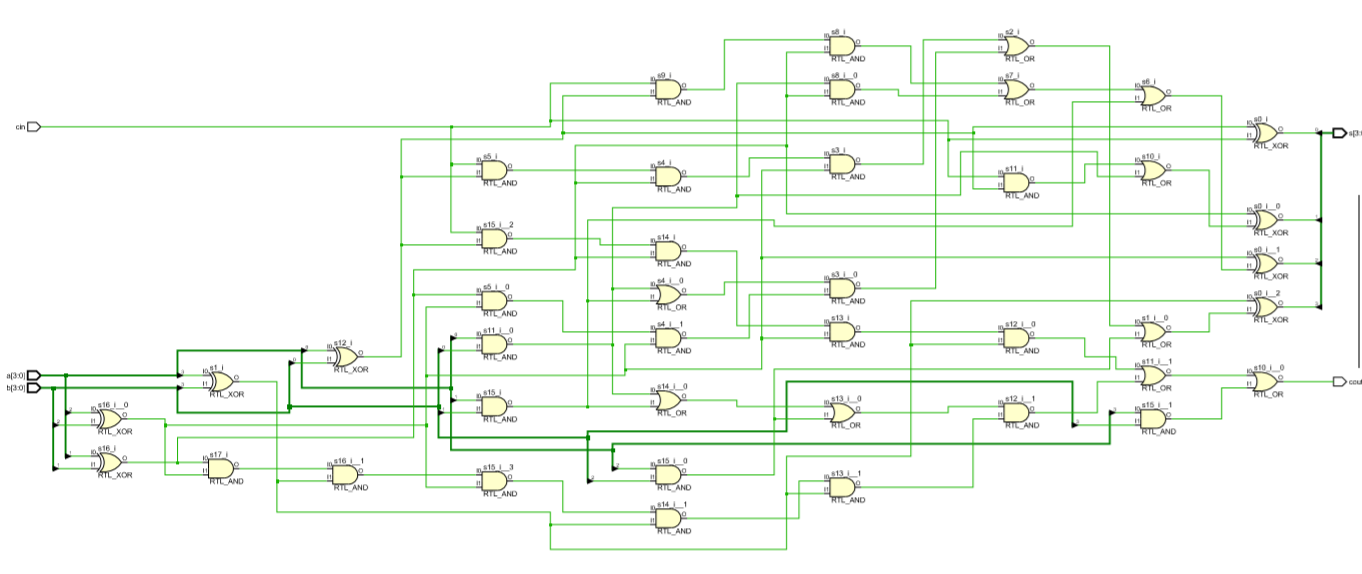 cin
a[3:0]
b[3:0]
s16_i__0
RTL_XOR
s16_i
RTL_XOR
s1_i
RTL_XOR
s17_i
RTL_AND
s12_i
RTL_XOR
s16_i__1
RTL_AND
s5_i
RTL_AND
s15_i__2
RTL_AND
s5_i__0
RTL_AND
s11_i__0
RTL_AND
s15_i
RTL_AND
s15_i__3
RTL_AND
s9_i
RTL_AND
s4_i
RTL_AND
s14_i
RTL_AND
s4_i__0
RTL_OR
s4_i__1
RTL_AND
s14_i__0
RTL_OR
s15_i__0
RTL_AND
s14_i__1
RTL_AND
s8_i
RTL_AND
s8_i__0
RTL_AND
s3_i
RTL_AND
s3_i__0
RTL_AND
s13_i
RTL_AND
s13_i__0
RTL_OR
s13_i__1
RTL_AND
s2_i
RTL_OR
s7_i
RTL_OR
s11_i
RTL_AND
s12_i__0
RTL_AND
s12_i__1
RTL_AND
s6_i
RTL_OR
s10_i
RTL_OR
s1_i__0
RTL_OR
s11_i__1
RTL_OR
s15_i__1
RTL_AND
s0_i
RTL_XOR
s0_i__0
RTL_XOR
s0_i__1
RTL_XOR
s0_i__2
RTL_XOR
s10_i__0
RTL_OR